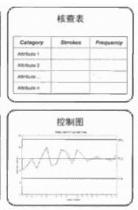 核查表
Category Strokes Frequency
Attribute 1
Attribute 2
Attribute ...
Attribute n
控制图